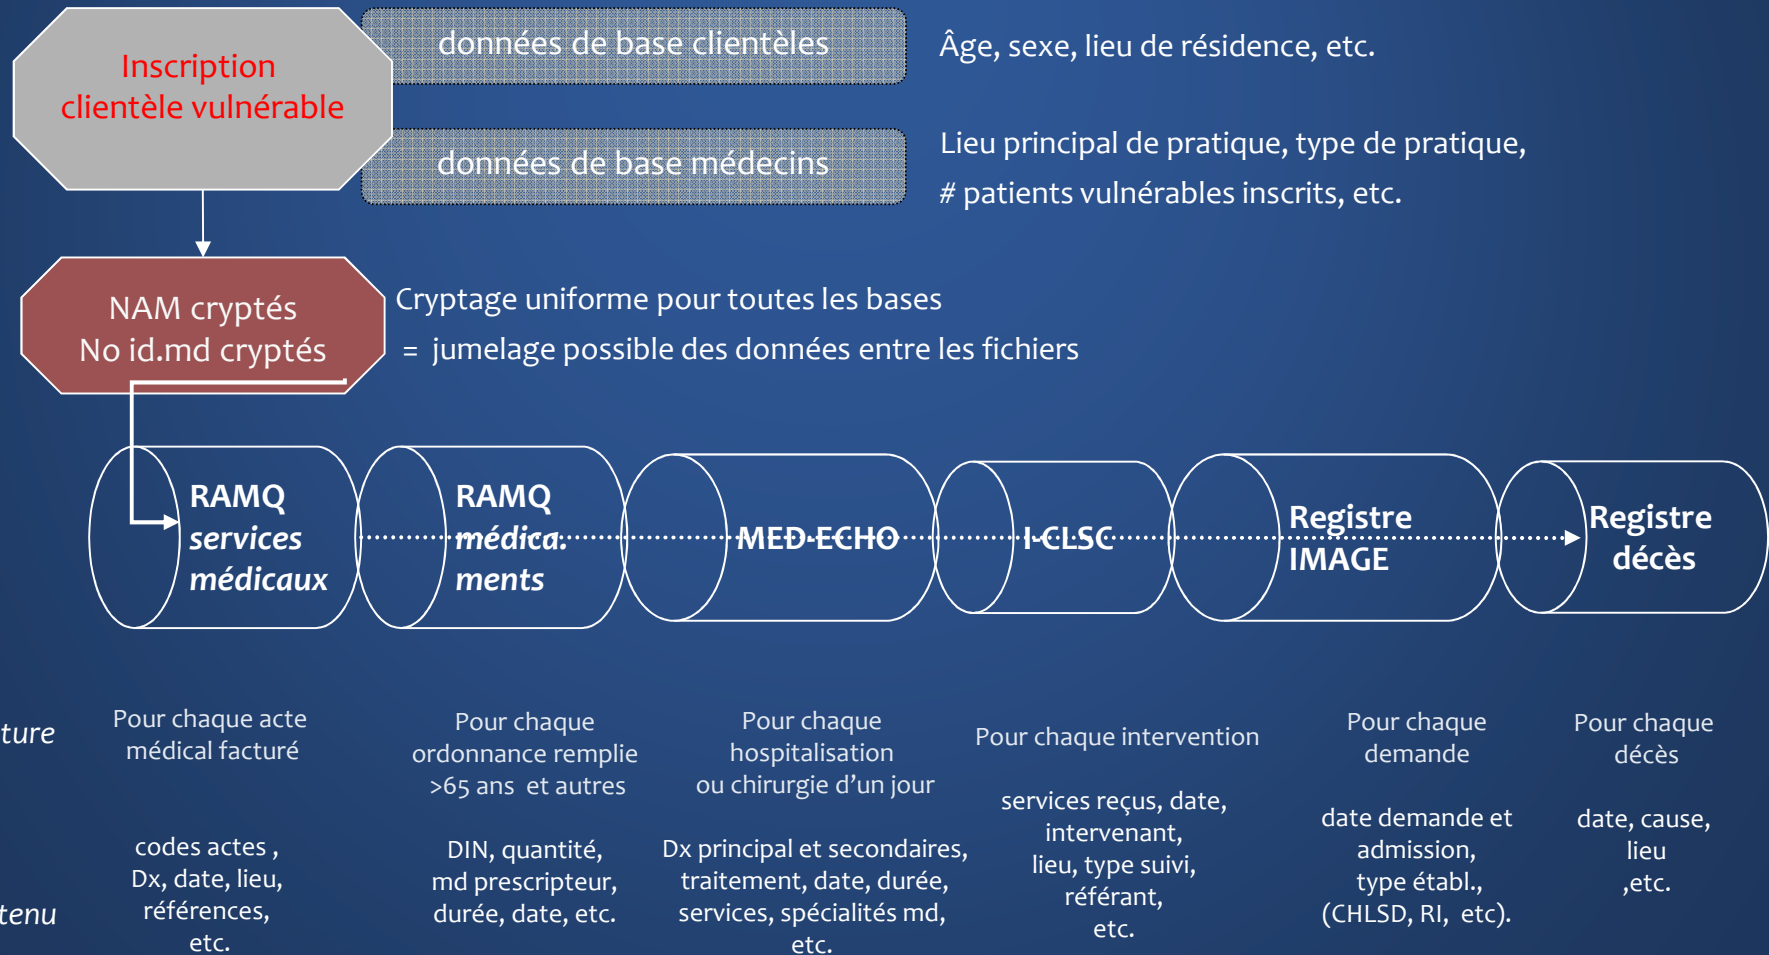 Inscription
clientèle vulnérable
données de base clientèles
Âge, sexe, lieu de résidence, etc.
données de base médecins
Lieu principal de pratique, type de pratique,
# patients vulnérables inscrits, etc.
NAM cryptés
No id.md cryptés
Cryptage uniforme pour toutes les bases
= jumelage possible des données entre les fichiers
RAMQ
services
médicaux
RAMQ
médica.
ments
MED-ECHO
I-CLSC
Registre
IMAGE
Registre
décès
ture
Pour chaque acte
médical facturé
Pour chaque
ordonnance remplie
>65 ans et autres
Pour chaque
hospitalisation
ou chirurgie d'un jour
Pour chaque intervention
Pour chaque
demande
Pour chaque
décès
tenu
codes actes ,
Dx, date, lieu,
références,
etc.
DIN, quantité,
md prescripteur,
durée, date, etc.
Dx principal et secondaires,
traitement, date, durée,
services, spécialités md,
etc.
services reçus, date,
intervenant,
lieu, type suivi,
référant,
etc.
date demande et
admission,
type établ.,
(CHLSD, RI, etc).
date, cause,
lieu
,etc.